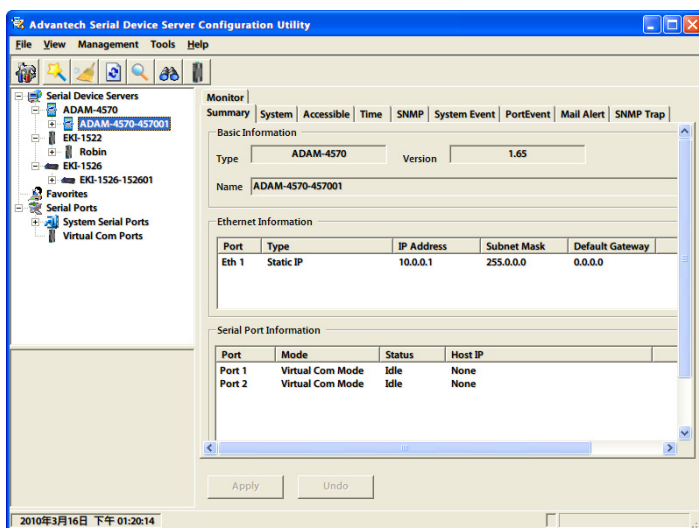 Advantech Serial Device Server Configuration Utility
File View Management Tools Help
Serial Device Servers
ADAM-4570
ADAM-4570-457001
EKI-1522
Robin
EKI-1526
EKI-1526-152601
Favorites
Serial Ports
System Serial Ports
Virtual Com Ports
Monitor
Summary System Accessible Time SNMP System Event PortEvent Mail Alert SNMP Trap
Basic Information
Type ADAM-4570 Version 1.65
Name ADAM-4570-457001
Ethernet Information
Port Type IP Address Subnet Mask Default Gateway
Eth 1 Static IP 10.0.0.1 255.0.0.0 0.0.0.0
Serial Port Information
Port Mode Status Host IP
Port 1 Virtual Com Mode Idle None
Port 2 Virtual Com Mode Idle None
Apply Undo
2010年3月16日 下午 01:20:14